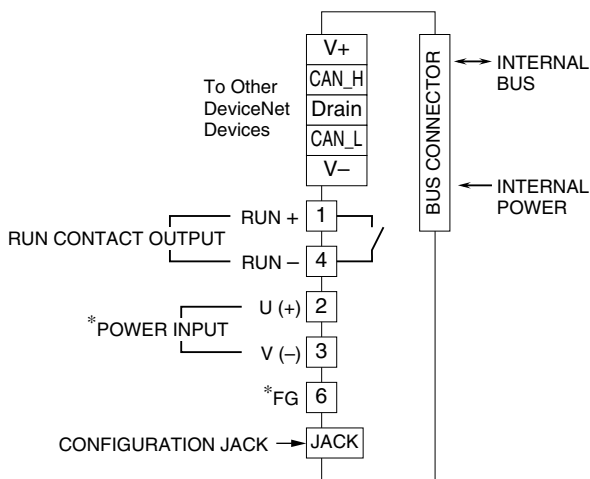 V+
CAN_H
Drain
CAN_L
V–
To Other
DeviceNet
Devices
BUS CONNECTOR
INTERNAL
BUS
INTERNAL
POWER
RUN CONTACT OUTPUT
RUN + 1
RUN – 4
*POWER INPUT
U (+) 2
V (–) 3
*FG 6
CONFIGURATION JACK JACK